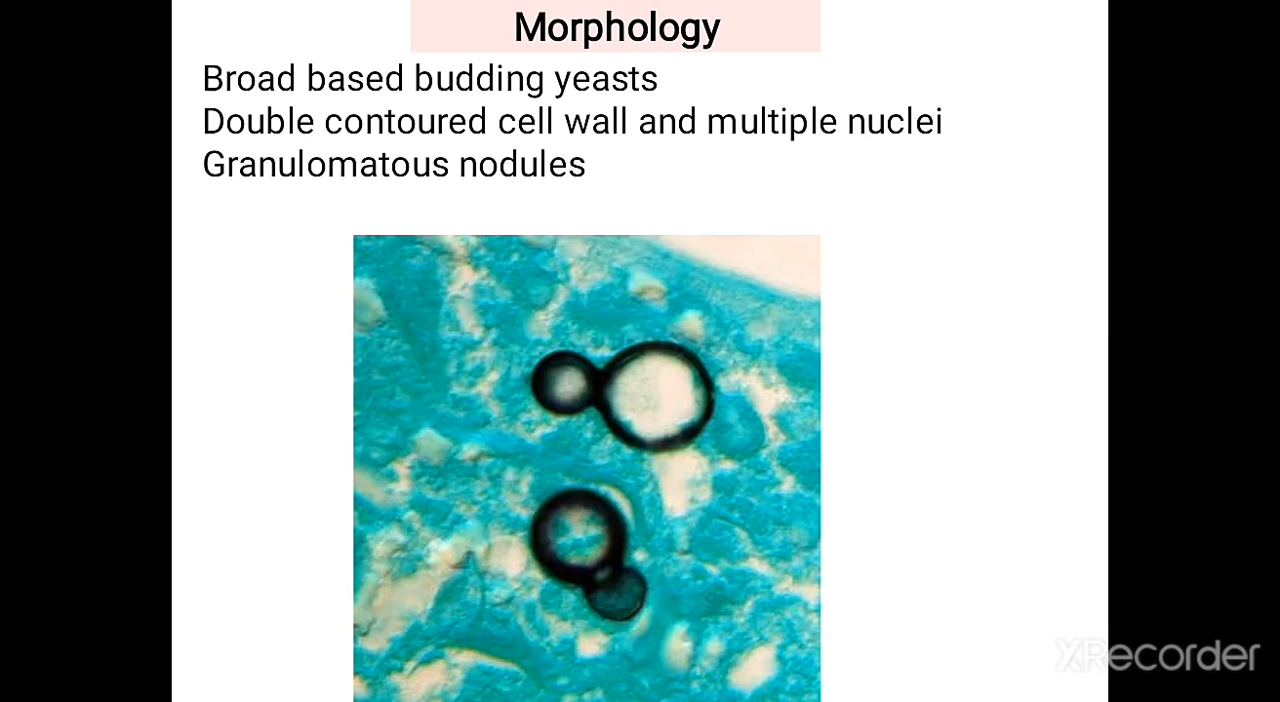 Morphology
Broad based budding yeasts
Double contoured cell wall and multiple nuclei
Granulomatous nodules
XRecorder